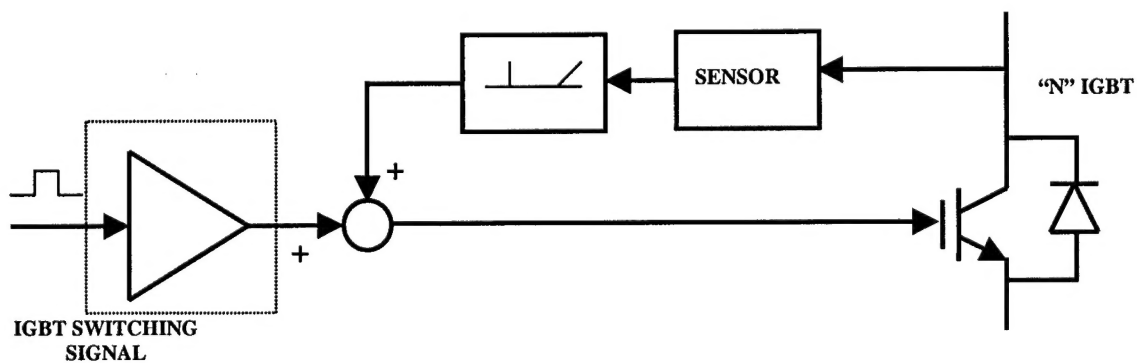 SENSOR
“N” IGBT
+
+
IGBT SWITCHING
SIGNAL